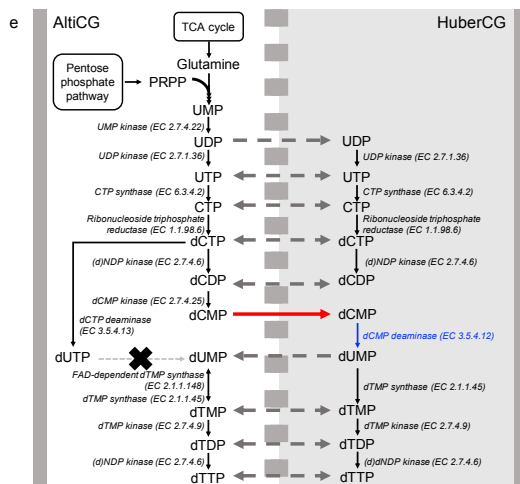 e
AltiCG
HuberCG
TCA cycle
Glutamine
Pentose
phosphate
pathway
PRPP
UMP
UMP kinase (EC 2.7.4.22)
UDP
UDP
UDP kinase (EC 2.7.1.36)
UDP kinase (EC 2.7.1.36)
UTP
UTP
CTP synthase (EC 6.3.4.2)
CTP synthase (EC 6.3.4.2)
CTP
CTP
Ribonucleoside triphosphate
reductase (EC 1.1.98.6)
Ribonucleoside triphosphate
reductase (EC 1.1.98.6)
dCTP
dCTP
(d)NDP kinase (EC 2.7.4.6)
(d)NDP kinase (EC 2.7.4.6)
dCDP
dCDP
dCMP kinase (EC 2.7.4.25)
dCMP
dCMP
dCTP deaminase
(EC 3.5.4.13)
dCMP deaminase (EC 3.5.4.12)
dUTP
dUMP
dUMP
FAD-dependent dTMP synthase
(EC 2.1.1.148)
dTMP synthase (EC 2.1.1.45)
dTMP synthase (EC 2.1.1.45)
dTMP
dTMP
dTMP kinase (EC 2.7.4.9)
dTMP kinase (EC 2.7.4.9)
dTDP
dTDP
(d)NDP kinase (EC 2.7.4.6)
(d)dNDP kinase (EC 2.7.4.6)
dTTP
dTTP